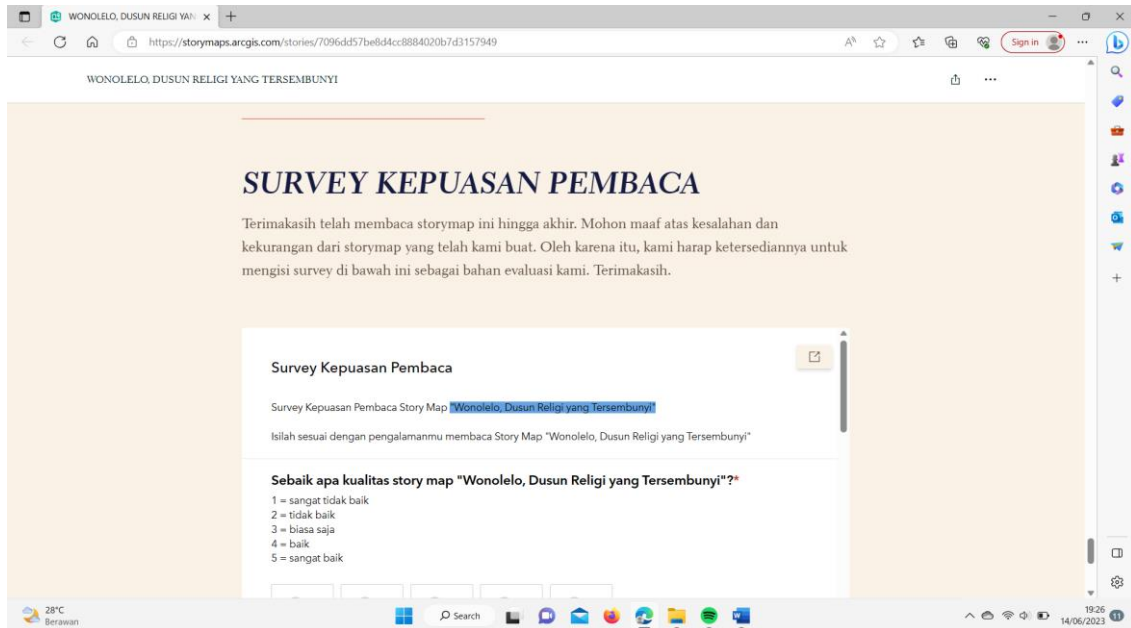 WONOLELO, DUSUN RELIGI YAN
https://storymaps.arcgis.com/stories/7096dd57be8d4cc8884020b7d3157949
Sign in
WONOLELO, DUSUN RELIGI YANG TERSEMBUNYI
SURVEY KEPUASAN PEMBACA
Terimakasih telah membaca storymap ini hingga akhir. Mohon maaf atas kesalahan dan
kekurangan dari storymap yang telah kami buat. Oleh karena itu, kami harap ketersediannya untuk
mengisi survey di bawah ini sebagai bahan evaluasi kami. Terimakasih.
Survey Kepuasan Pembaca
Survey Kepuasan Pembaca Story Map "Wonolelo, Dusun Religi yang Tersembunyi"
Isilah sesuai dengan pengalamanmu membaca Story Map "Wonolelo, Dusun Religi yang Tersembunyi"
Sebaik apa kualitas story map "Wonolelo, Dusun Religi yang Tersembunyi"?*
1 = sangat tidak baik
2 = tidak baik
3 = biasa saja
4 = baik
5 = sangat baik
28°C
Berawan
Search
19:26
14/06/2023
11